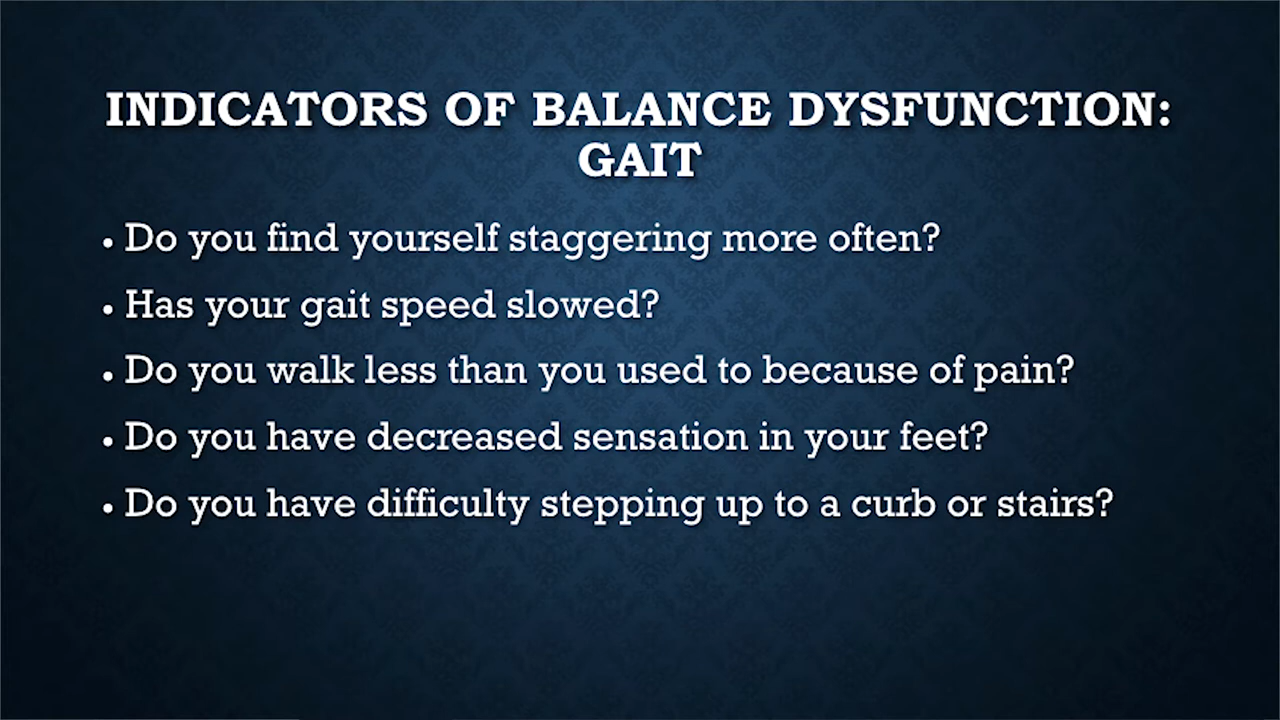 INDICATORS OF BALANCE DYSFUNCTION:
GAIT
• Do you find yourself staggering more often?
• Has your gait speed slowed?
• Do you walk less than you used to because of pain?
• Do you have decreased sensation in your feet?
• Do you have difficulty stepping up to a curb or stairs?